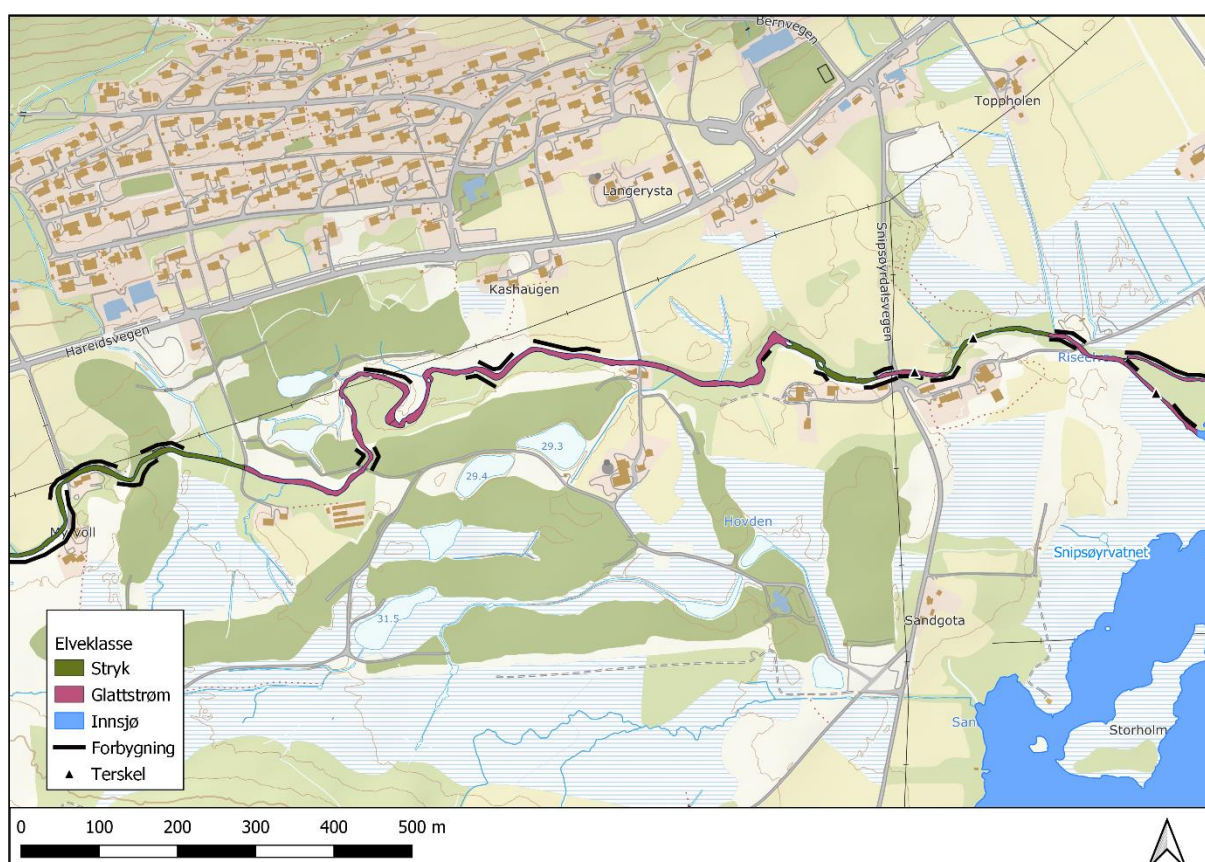 Bernvegen
Toppholen
Langerysta
Snipsøyrdalsvegen
Kashaugen
Hareidsvegen
29.3
29.4
Hovden
Snipsøyrvatnet
31.5
Sandgota
San
Storholm
Elveklasse
Stryk
Glattstrøm
Innsjø
Forbygning
Terskel
0 100 200 300 400 500 m